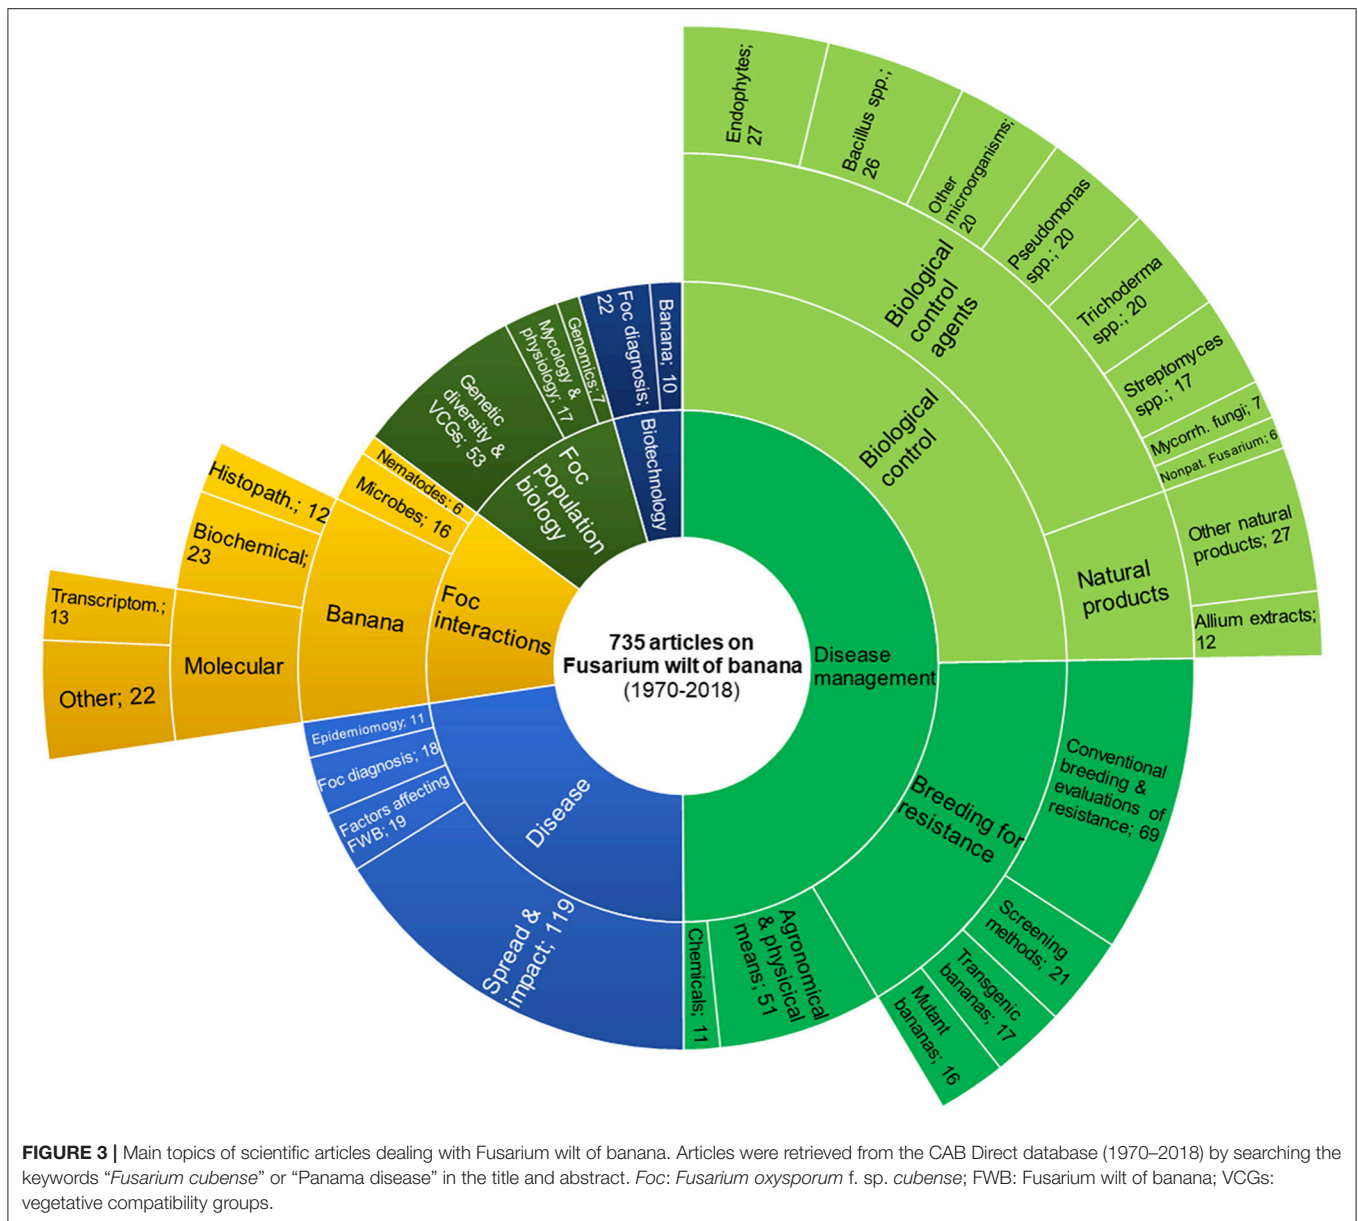 735 articles on
Fusarium wilt of banana
(1970-2018)
Disease
management
Biological
control
Biological
control
agents
Endophytes;
27
Bacillus spp.;
26
Other
microorganisms;
20
Pseudomonas
spp.; 20
Trichoderma
spp.; 20
Streptomyces
spp.; 17
Mycorrh. fungi; 7
Nonpat. Fusarium; 6
Natural
products
Other natural
products; 27
Allium extracts;
12
Breeding for
resistance
Conventional
breeding &
evaluations of
resistance; 69
Screening
methods; 21
Transgenic
bananas; 17
Mutant
bananas; 16
Agronomical
& physicical
means; 51
Chemicals; 11
Disease
Spread &
impact; 119
Factors affecting
FWB; 19
Foc diagnosis; 18
Epidemiomogy; 11
Foc
interactions
Banana
Molecular
Other; 22
Transcriptom.;
13
Biochemical;
23
Histopath.; 12
Microbes; 16
Nematodes; 6
Foc
population
biology
Genetic
diversity &
VCGs; 53
Mycology &
physiology; 17
Genomics; 7
Biotechnology
Foc diagnosis;
22
Banana; 10
FIGURE 3 | Main topics of scientific articles dealing with Fusarium wilt of banana. Articles were retrieved from the CAB Direct database (1970–2018) by searching the
keywords “Fusarium cubense” or “Panama disease” in the title and abstract. Foc: Fusarium oxysporum f. sp. cubense; FWB: Fusarium wilt of banana; VCGs:
vegetative compatibility groups.